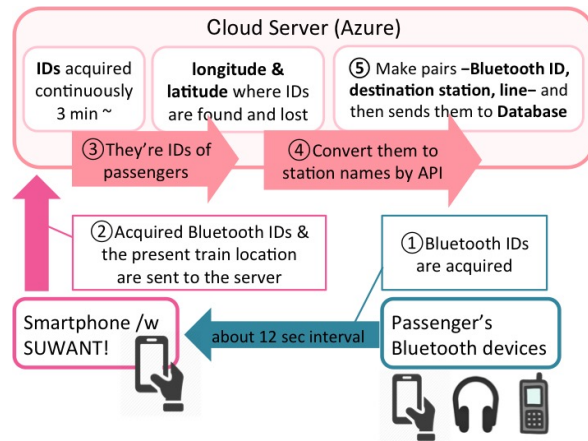 Cloud Server (Azure)
IDs acquired
continuously
3 min ~
longitude &
latitude where IDs
are found and lost
⑤ Make pairs –Bluetooth ID,
destination station, line– and
then sends them to Database
③They're IDs of
passengers
④Convert them to
station names by API
②Acquired Bluetooth IDs &
the present train location
are sent to the server
①Bluetooth IDs
are acquired
Smartphone /w
SUWANT!
about 12 sec interval
Passenger's
Bluetooth devices